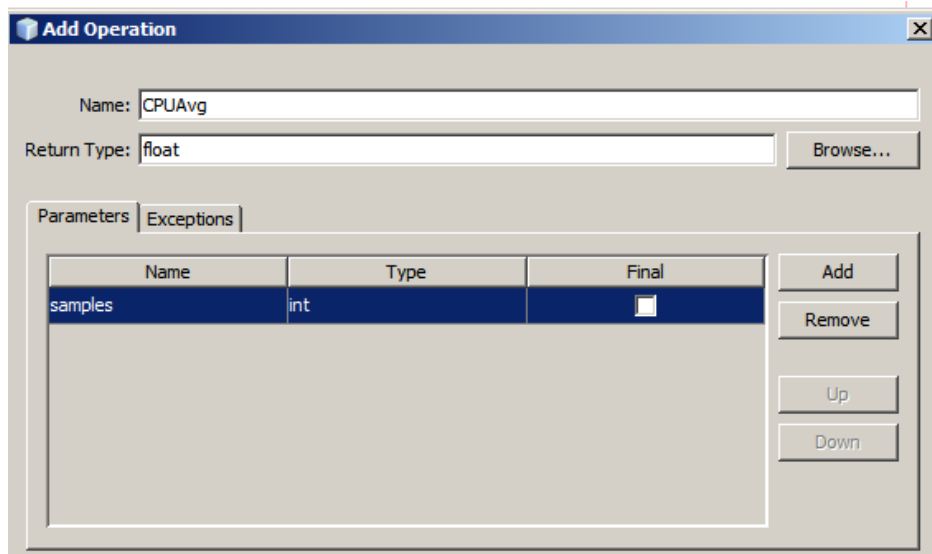 Add Operation
Name: CPUAvg
Return Type: float Browse...
Parameters Exceptions
Name Type Final Add
samples int
Remove
Up
Down